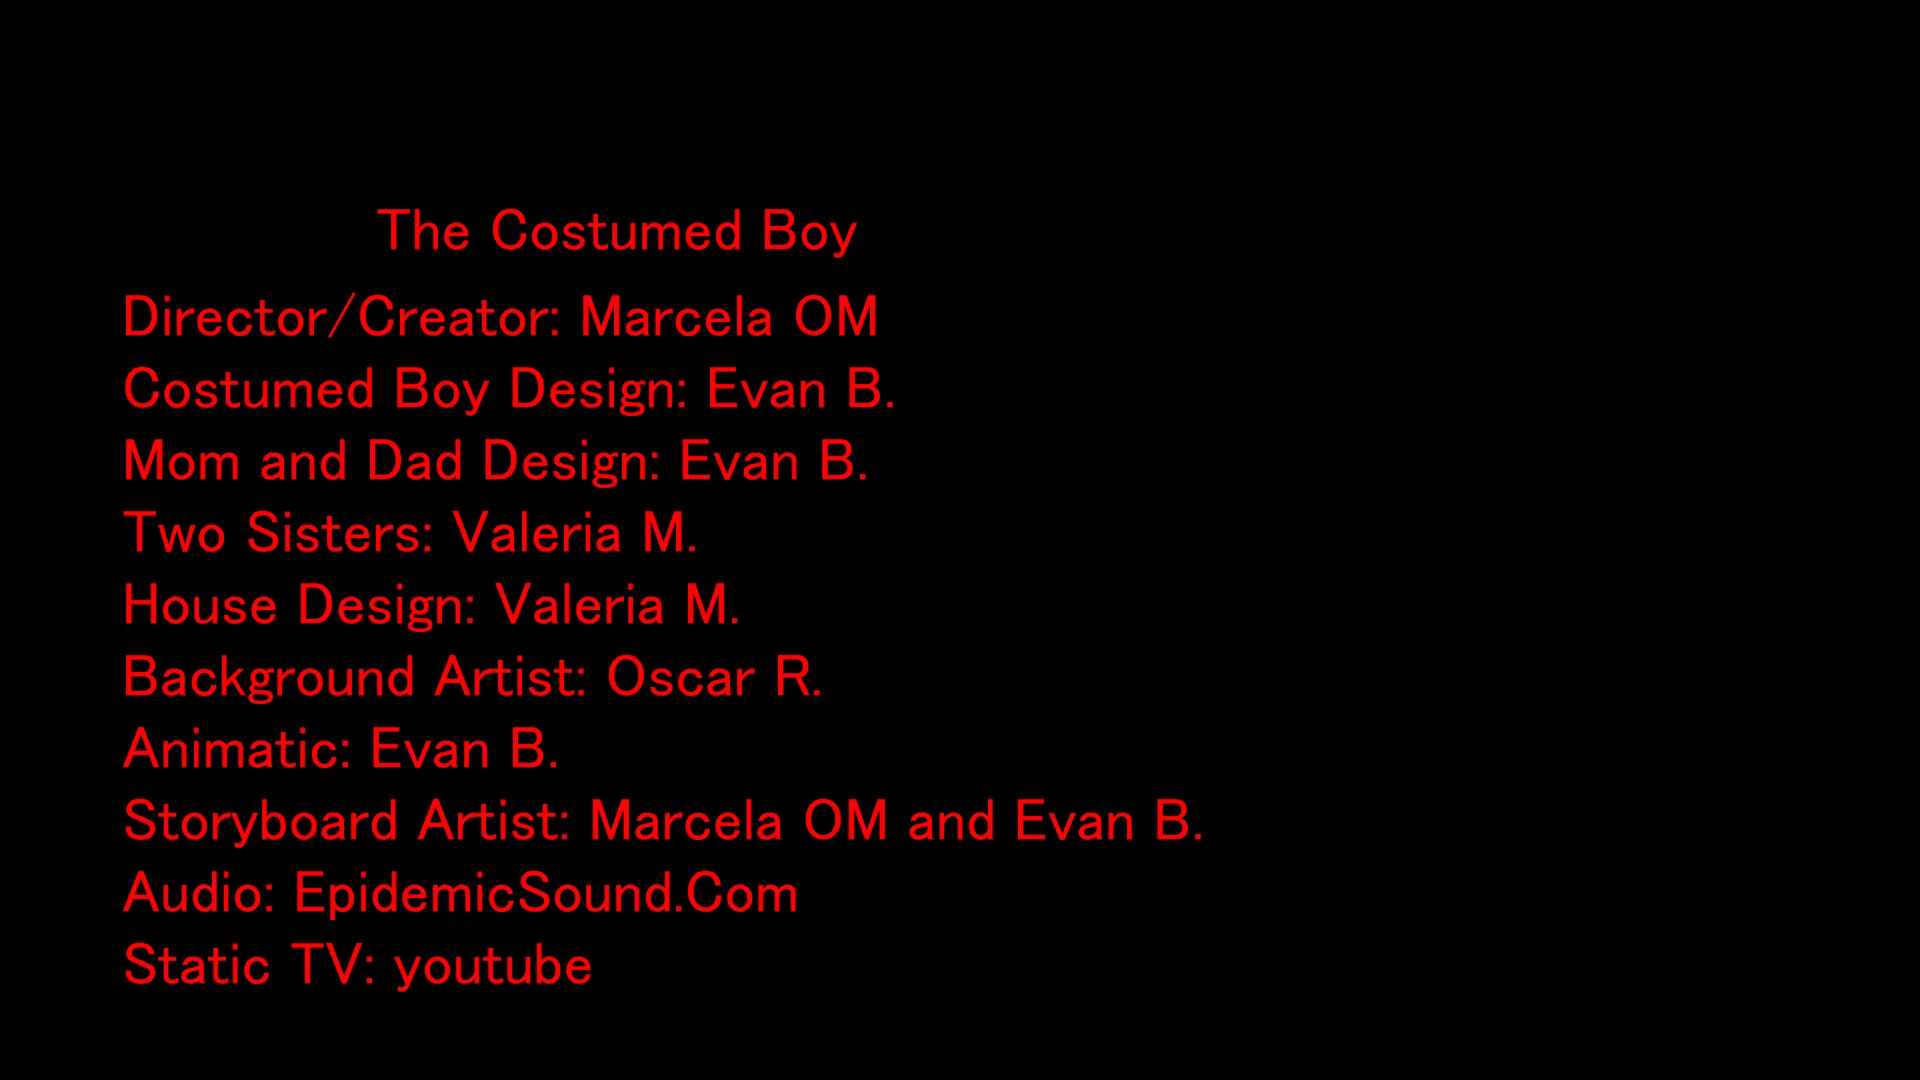 The Costumed Boy
Director/Creator: Marcela OM
Costumed Boy Design: Evan B.
Mom and Dad Design: Evan B.
Two Sisters: Valeria M.
House Design: Valeria M.
Background Artist: Oscar R.
Animatic: Evan B.
Storyboard Artist: Marcela OM and Evan B.
Audio: EpidemicSound.Com
Static TV: youtube